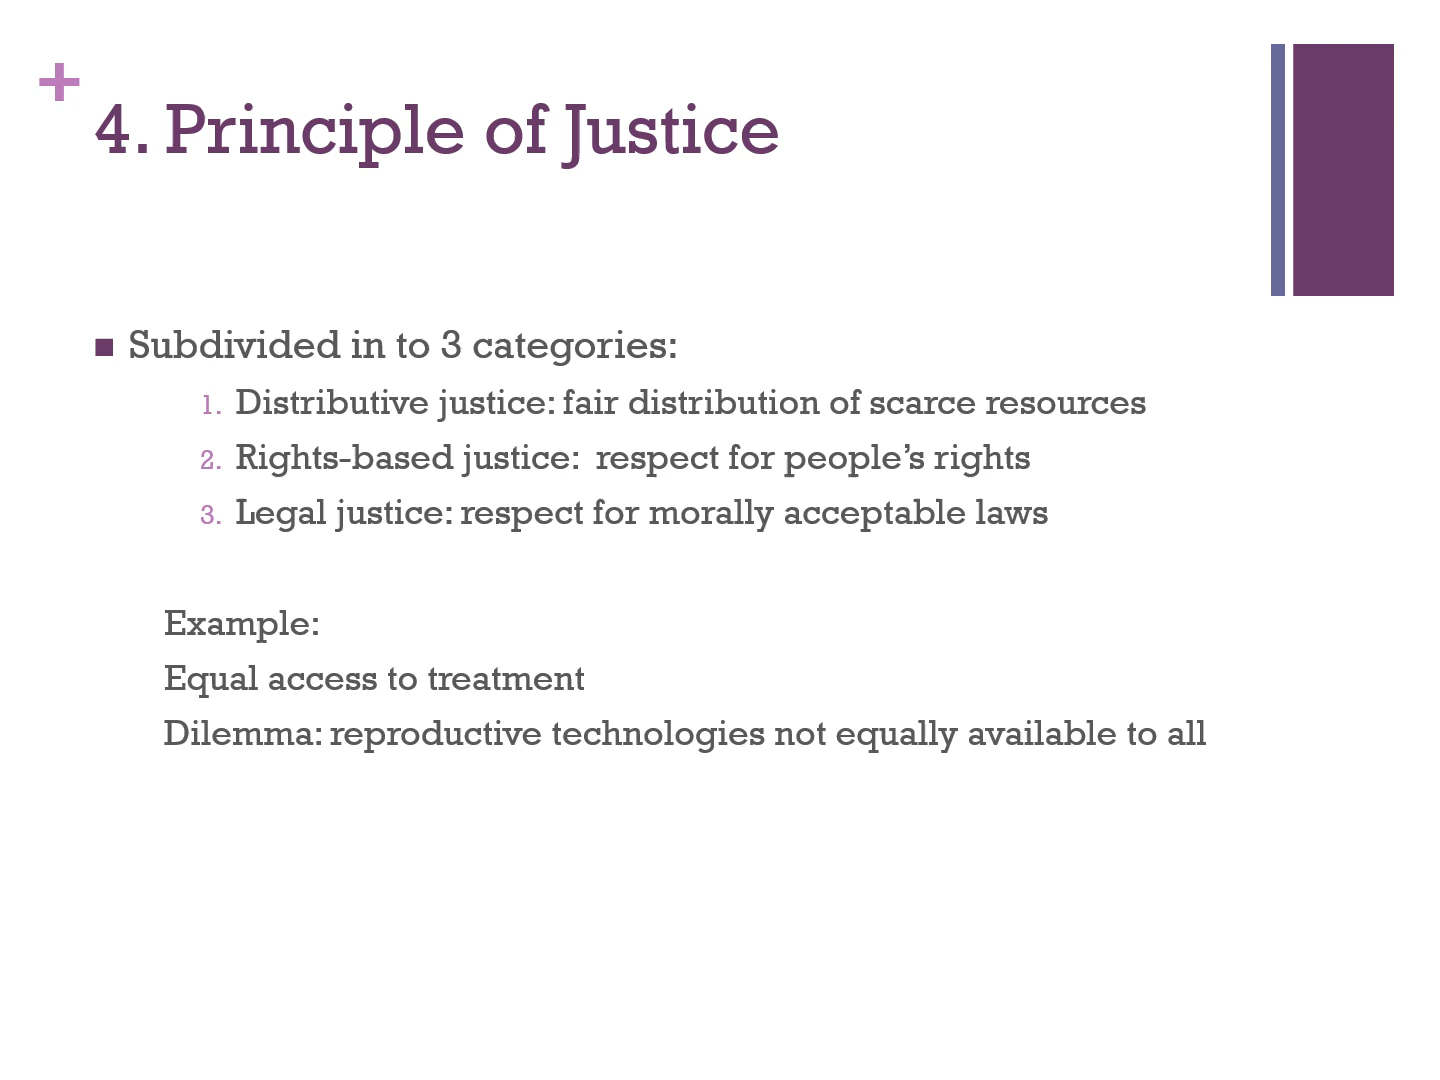 +
4. Principle of Justice
■ Subdivided in to 3 categories:
1. Distributive justice: fair distribution of scarce resources
2. Rights-based justice:  respect for people’s rights
3. Legal justice: respect for morally acceptable laws
Example:
Equal access to treatment
Dilemma: reproductive technologies not equally available to all